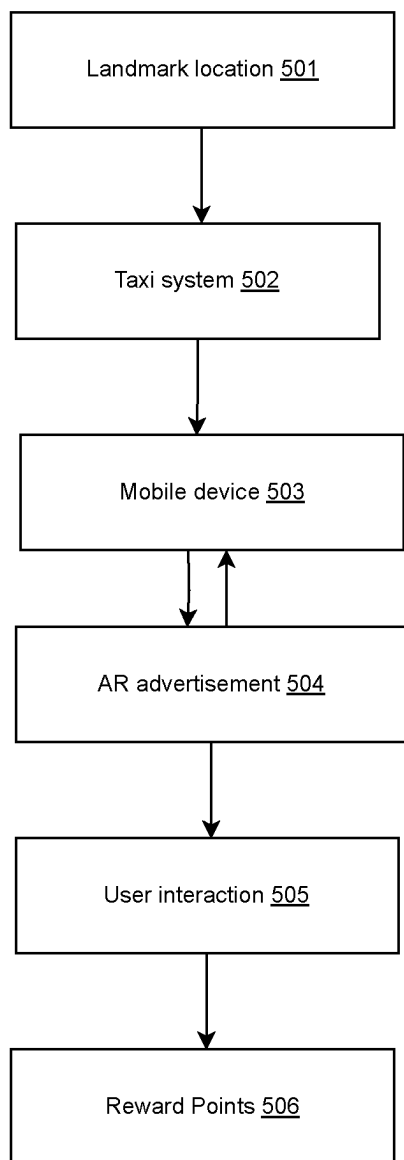 Landmark location 501
Taxi system 502
Mobile device 503
AR advertisement 504
User interaction 505
Reward Points 506